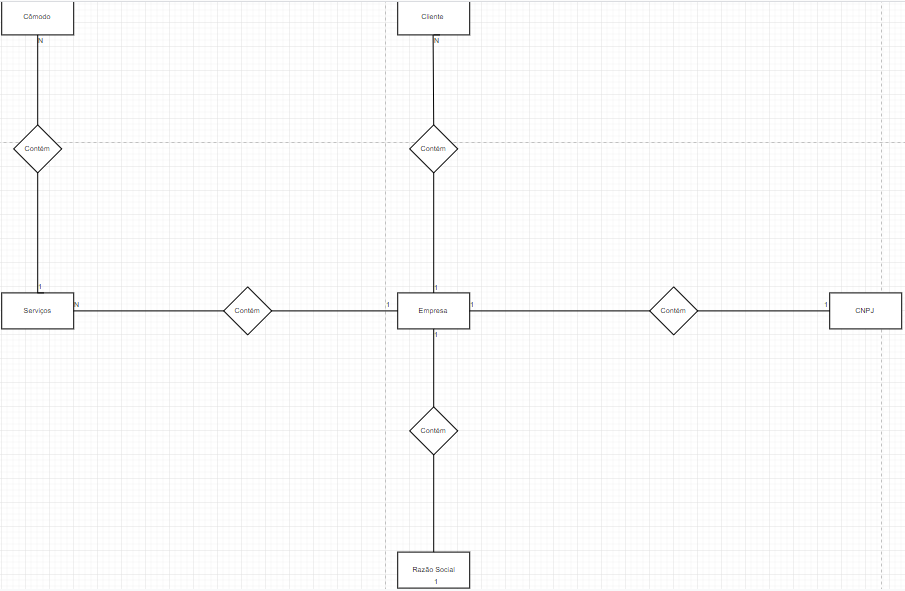 Cômodo
Cliente
N
N
Contém
Contém
1
1
Serviços
N
Contém
1
Empresa
1
Contém
1
CNPJ
1
Contém
Razão Social
1